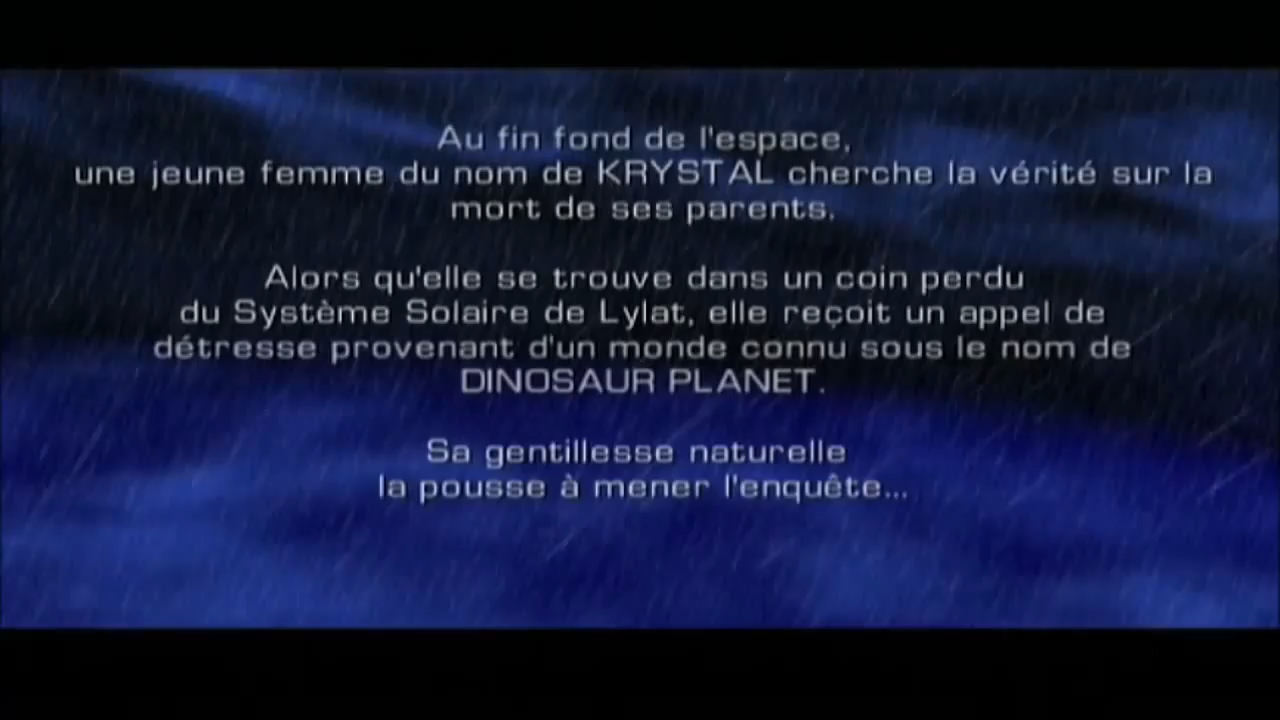 Au fin fond de l'espace,
une jeune femme du nom de KRYSTAL cherche la vérité sur la
mort de ses parents.
Alors qu'elle se trouve dans un coin perdu
du Système Solaire de Lylat, elle reçoit un appel de
détresse provenant d'un monde connu sous le nom de
DINOSAUR PLANET.
Sa gentillesse naturelle
la pousse à mener l'enquête...